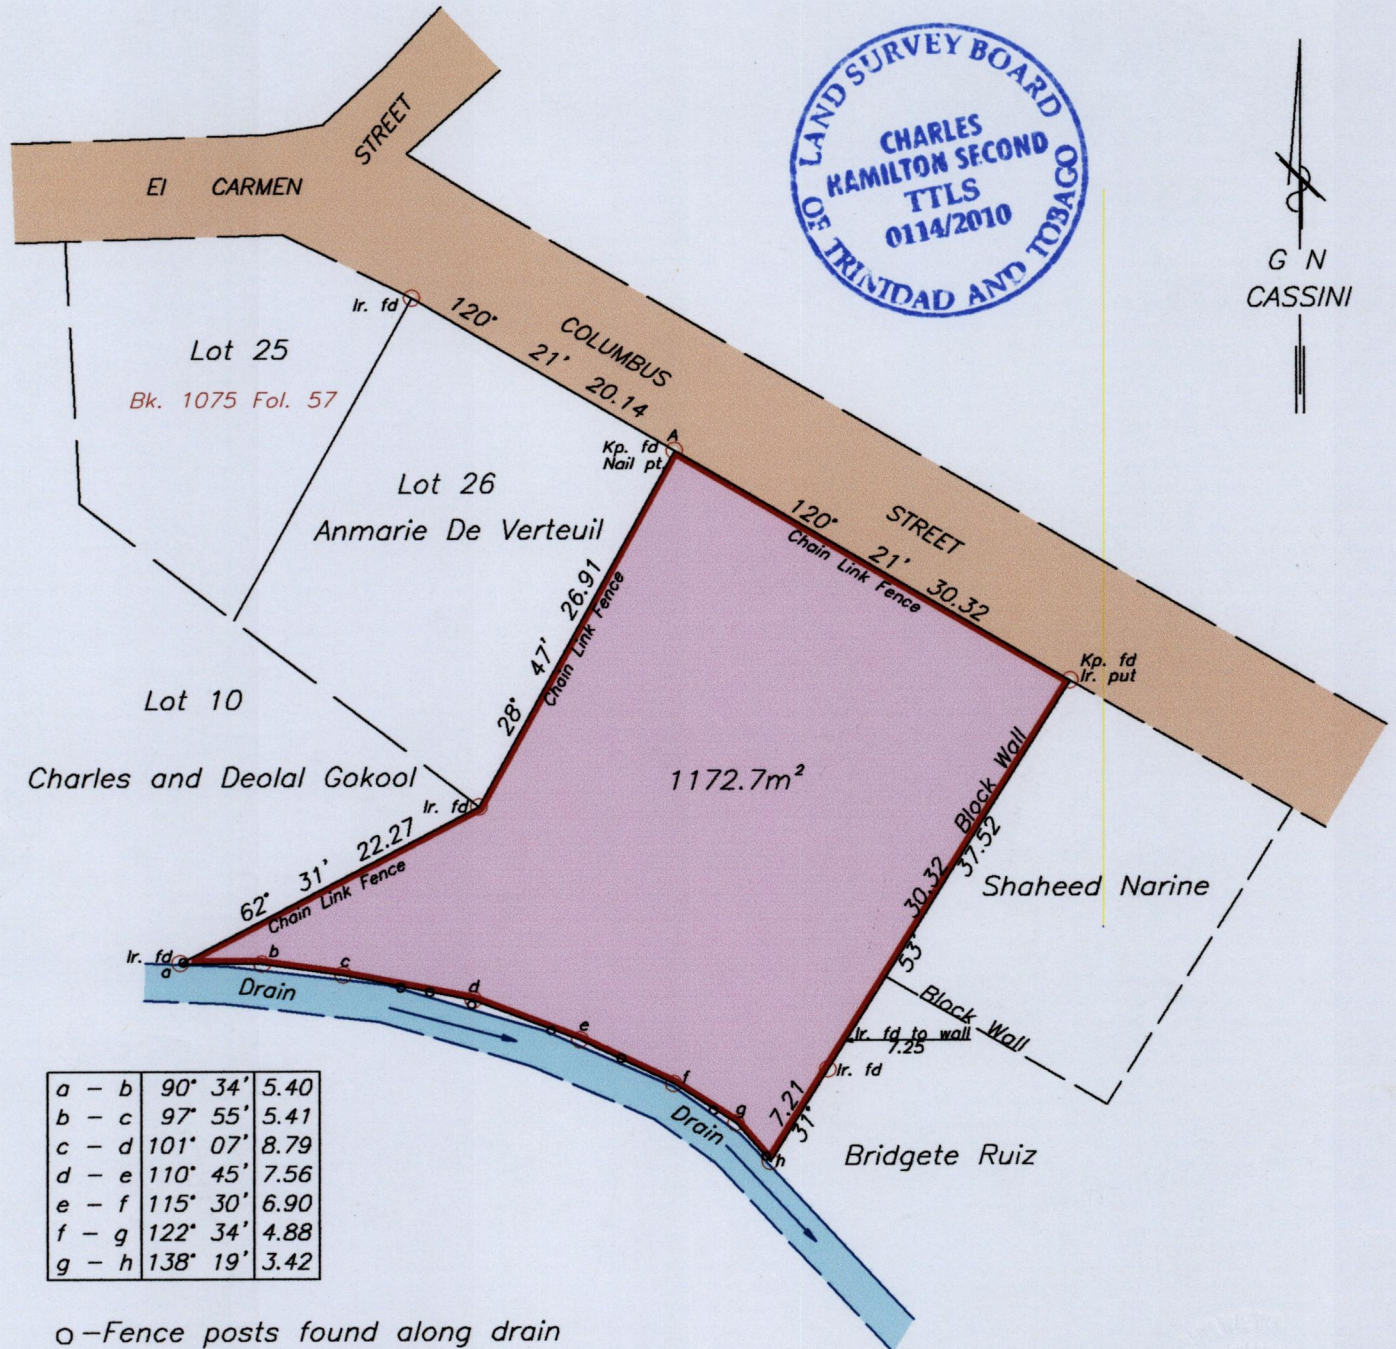 LAND SURVEY BOARD
OF TRINIDAD AND TOBAGO
CHARLES
HAMILTON SECOND
TTLS
0114/2010
G N
CASSINI
El CARMEN STREET
COLUMBUS STREET
Ir. fd
120° 21' 20.14
Lot 25
Bk. 1075 Fol. 57
A
Kp. fd
Nail pt.
Lot 26
Anmarie De Verteuil
120° 21' 30.32
Chain Link Fence
28° 47' 26.91
Chain Link Fence
Kp. fd
Ir. put
Lot 10
Charles and Deolal Gokool
Ir. fd
1172.7m²
Block Wall
30.32
37.52
53'
31°
7.21
Shaheed Narine
62° 31' 22.27
Chain Link Fence
Ir. fd
a
b
c
d
e
f
g
h
Drain
Drain
Block Wall
Ir. fd to wall
7.25
Ir. fd
Bridgete Ruiz
a – b 90° 34' 5.40
b – c 97° 55' 5.41
c – d 101° 07' 8.79
d – e 110° 45' 7.56
e – f 115° 30' 6.90
f – g 122° 34' 4.88
g – h 138° 19' 3.42
o –Fence posts found along drain